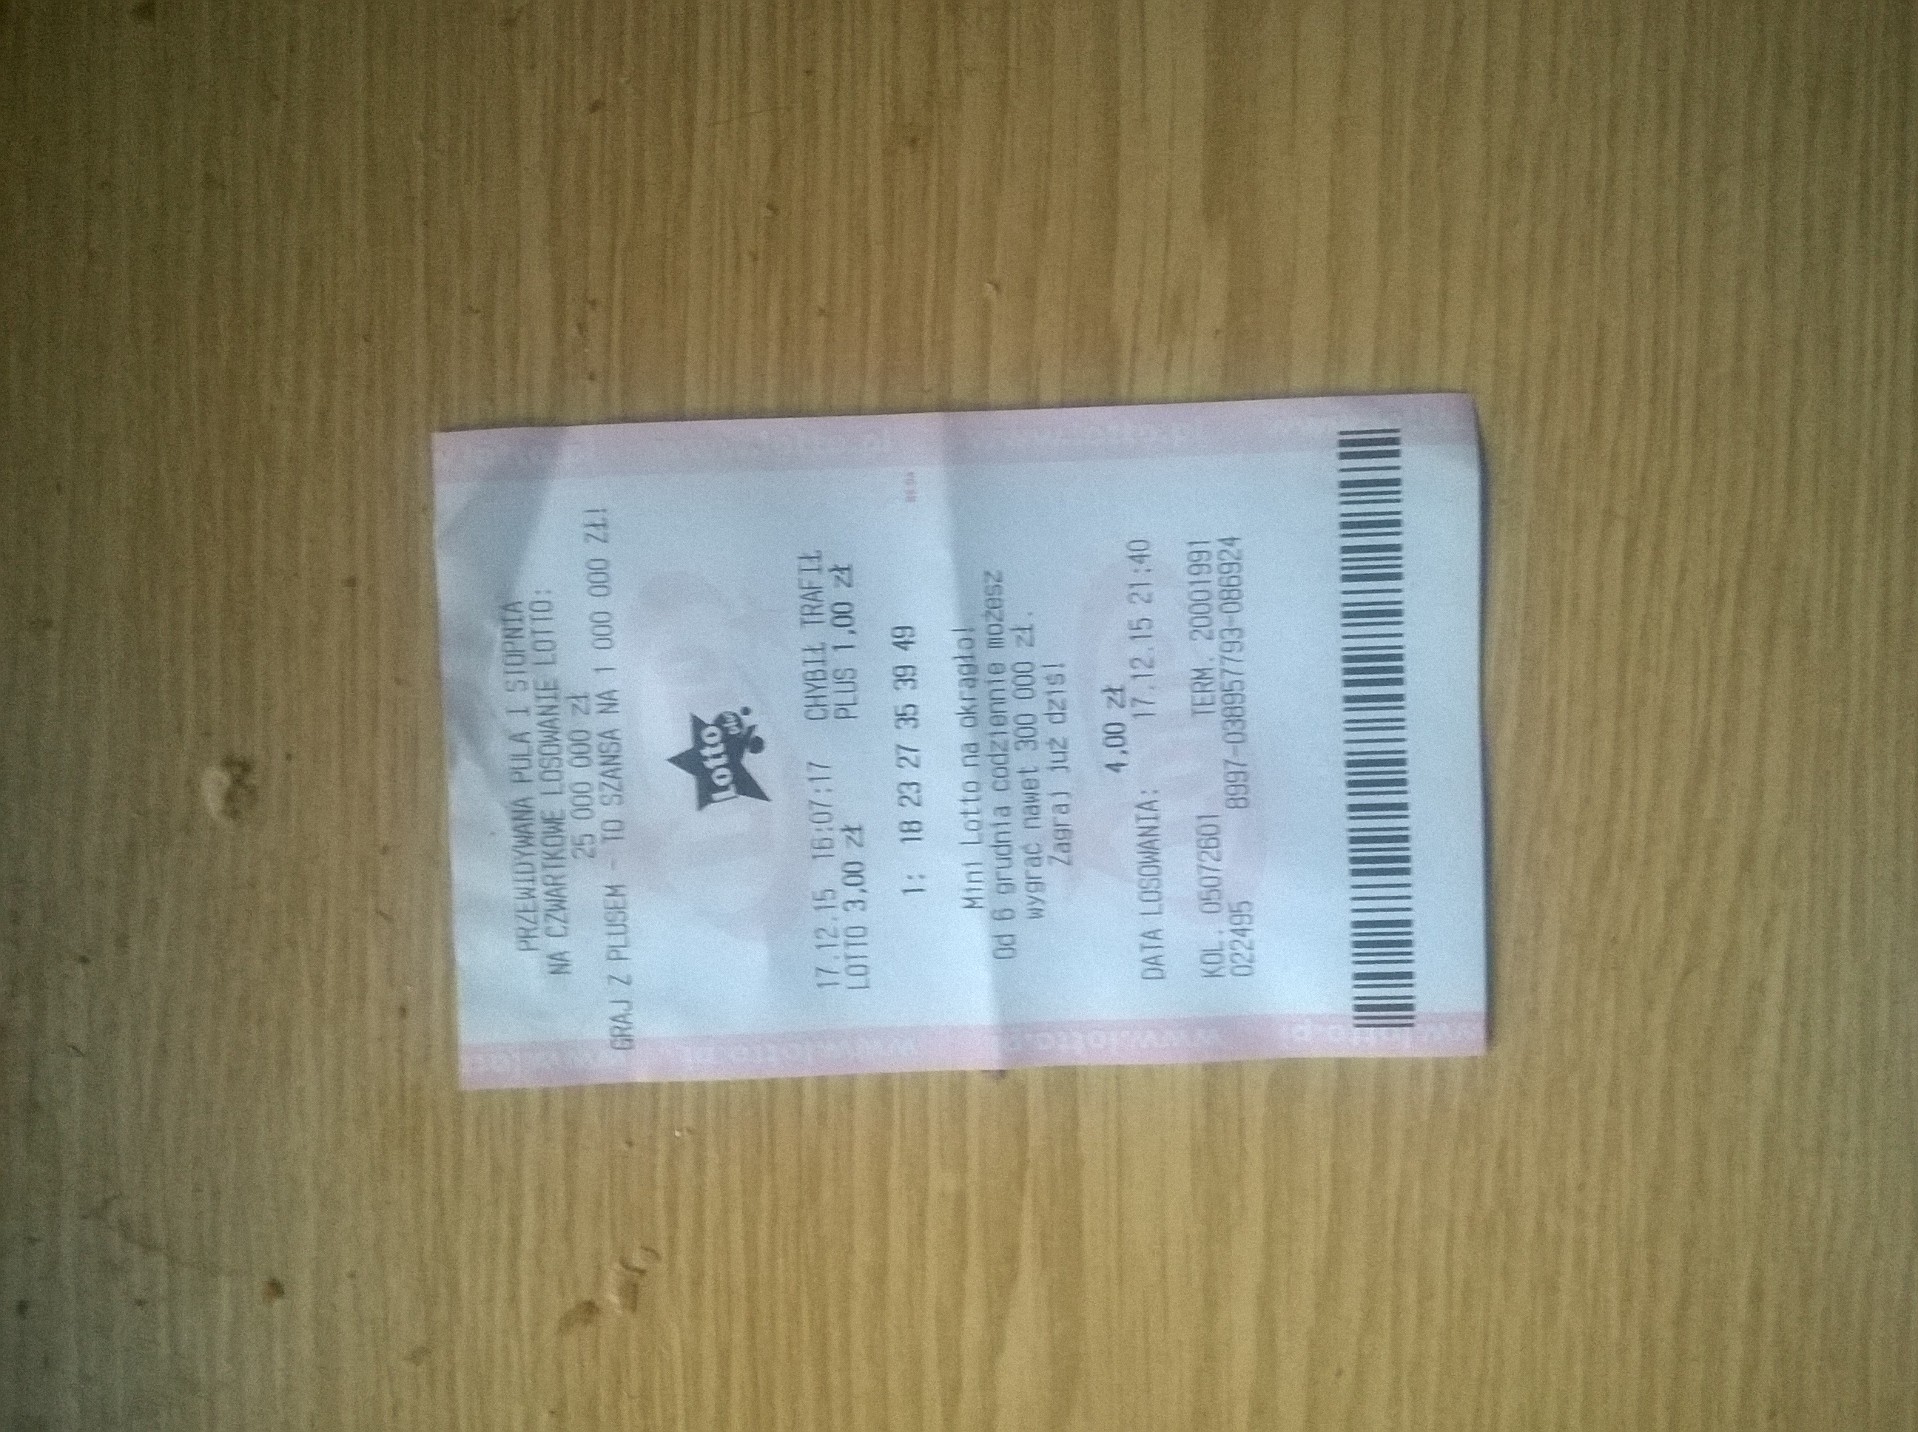 PRZEWIDYWANA PULA I STOPNIA
NA CZWARTKOWE LOSOWANIE LOTTO:
25 000 000 zł
GRAJ Z PLUSEM - TO SZANSA NA 1 000 000 ZŁ!
Lotto
plus
17.12.15 16:07:17 CHYBIŁ TRAFIŁ
LOTTO 3,00 zł PLUS 1,00 zł
1: 18 23 27 35 39 49
Mini Lotto na okrągło!
Od 6 grudnia codziennie możesz
wygrać nawet 300 000 zł.
Zagraj już dziś!
4,00 zł
DATA LOSOWANIA: 17.12.15 21:40
KOL. 05072601 TERM. 20001991
022495 8997-038957793-086924